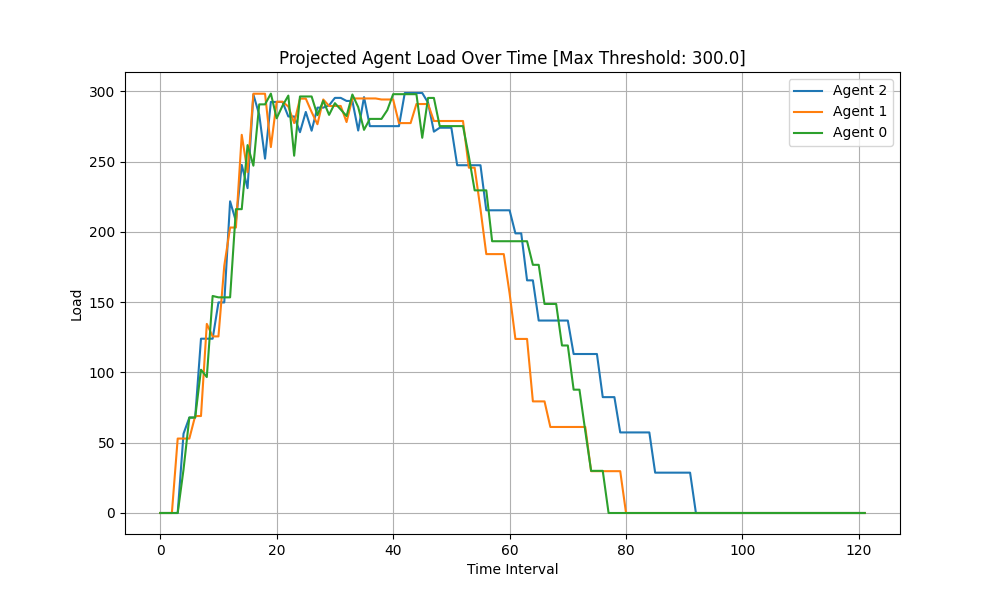 Projected Agent Load Over Time [Max Threshold: 300.0]
Agent 2
Agent 1
Agent 0
Load
300
250
200
150
100
50
0
0 20 40 60 80 100 120
Time Interval